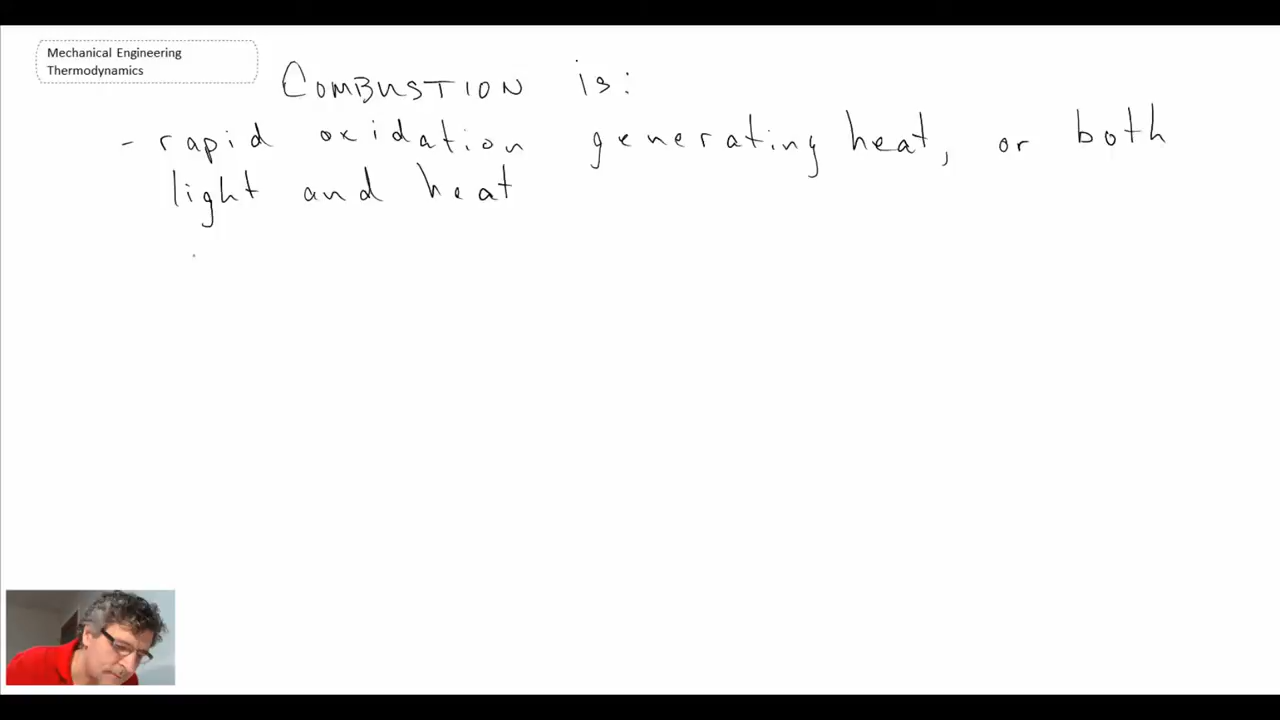 Mechanical Engineering
Thermodynamics
COMBUSTION is:
- rapid oxidation generating heat, or both
light and heat